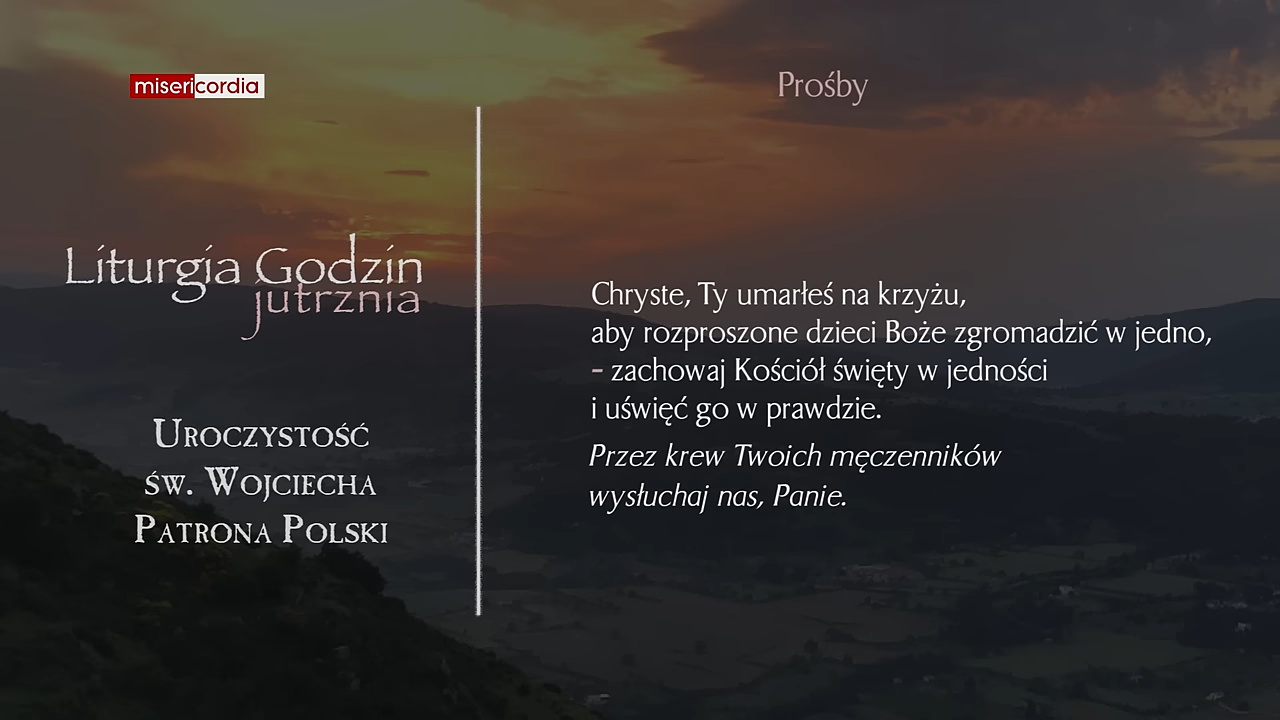 misericordia
Prośby
Liturgia Godzin
jutrznia
Uroczystość
św. Wojciecha
Patrona Polski
Chryste, Ty umarłeś na krzyżu,
aby rozproszone dzieci Boże zgromadzić w jedno,
- zachowaj Kościół święty w jedności
i uświęć go w prawdzie.
Przez krew Twoich męczenników
wysłuchaj nas, Panie.